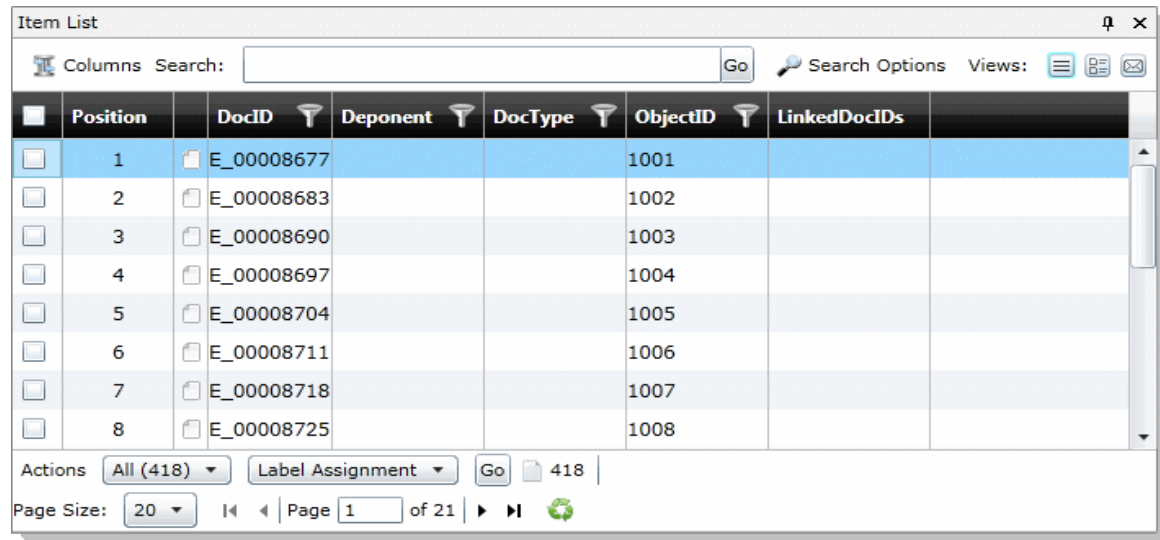 Item List
Columns Search: Go Search Options Views:
Position DocID Deponent DocType ObjectID LinkedDocIDs
1 E_00008677 1001
2 E_00008683 1002
3 E_00008690 1003
4 E_00008697 1004
5 E_00008704 1005
6 E_00008711 1006
7 E_00008718 1007
8 E_00008725 1008
Actions All (418) Label Assignment Go 418
Page Size: 20 Page 1 of 21